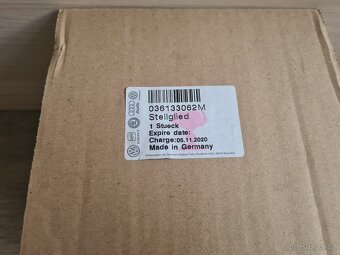 036133062M
Stellglied
1 Stueck
Expire date:
Charge:05.11.2020
Made in Germany